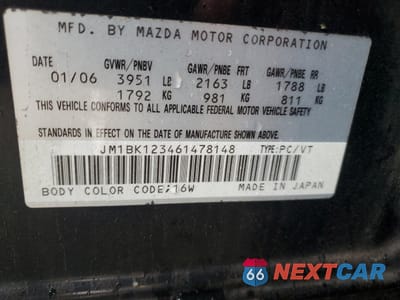 MFD. BY MAZDA MOTOR CORPORATION
DATE GVWR/PNBV GAWR/PNBE FRT GAWR/PNBE RR
01/06 3951 LB 2163 LB 1788 LB
1792 KG 981 KG 811 KG
THIS VEHICLE CONFORMS TO ALL APPLICABLE FEDERAL MOTOR VEHICLE SAFETY
STANDARDS IN EFFECT ON THE DATE OF MANUFACTURE SHOWN ABOVE.
JM1BK123461478148 TYPE:PC/VT
BODY COLOR CODE:16W MADE IN JAPAN
66 NEXTCAR